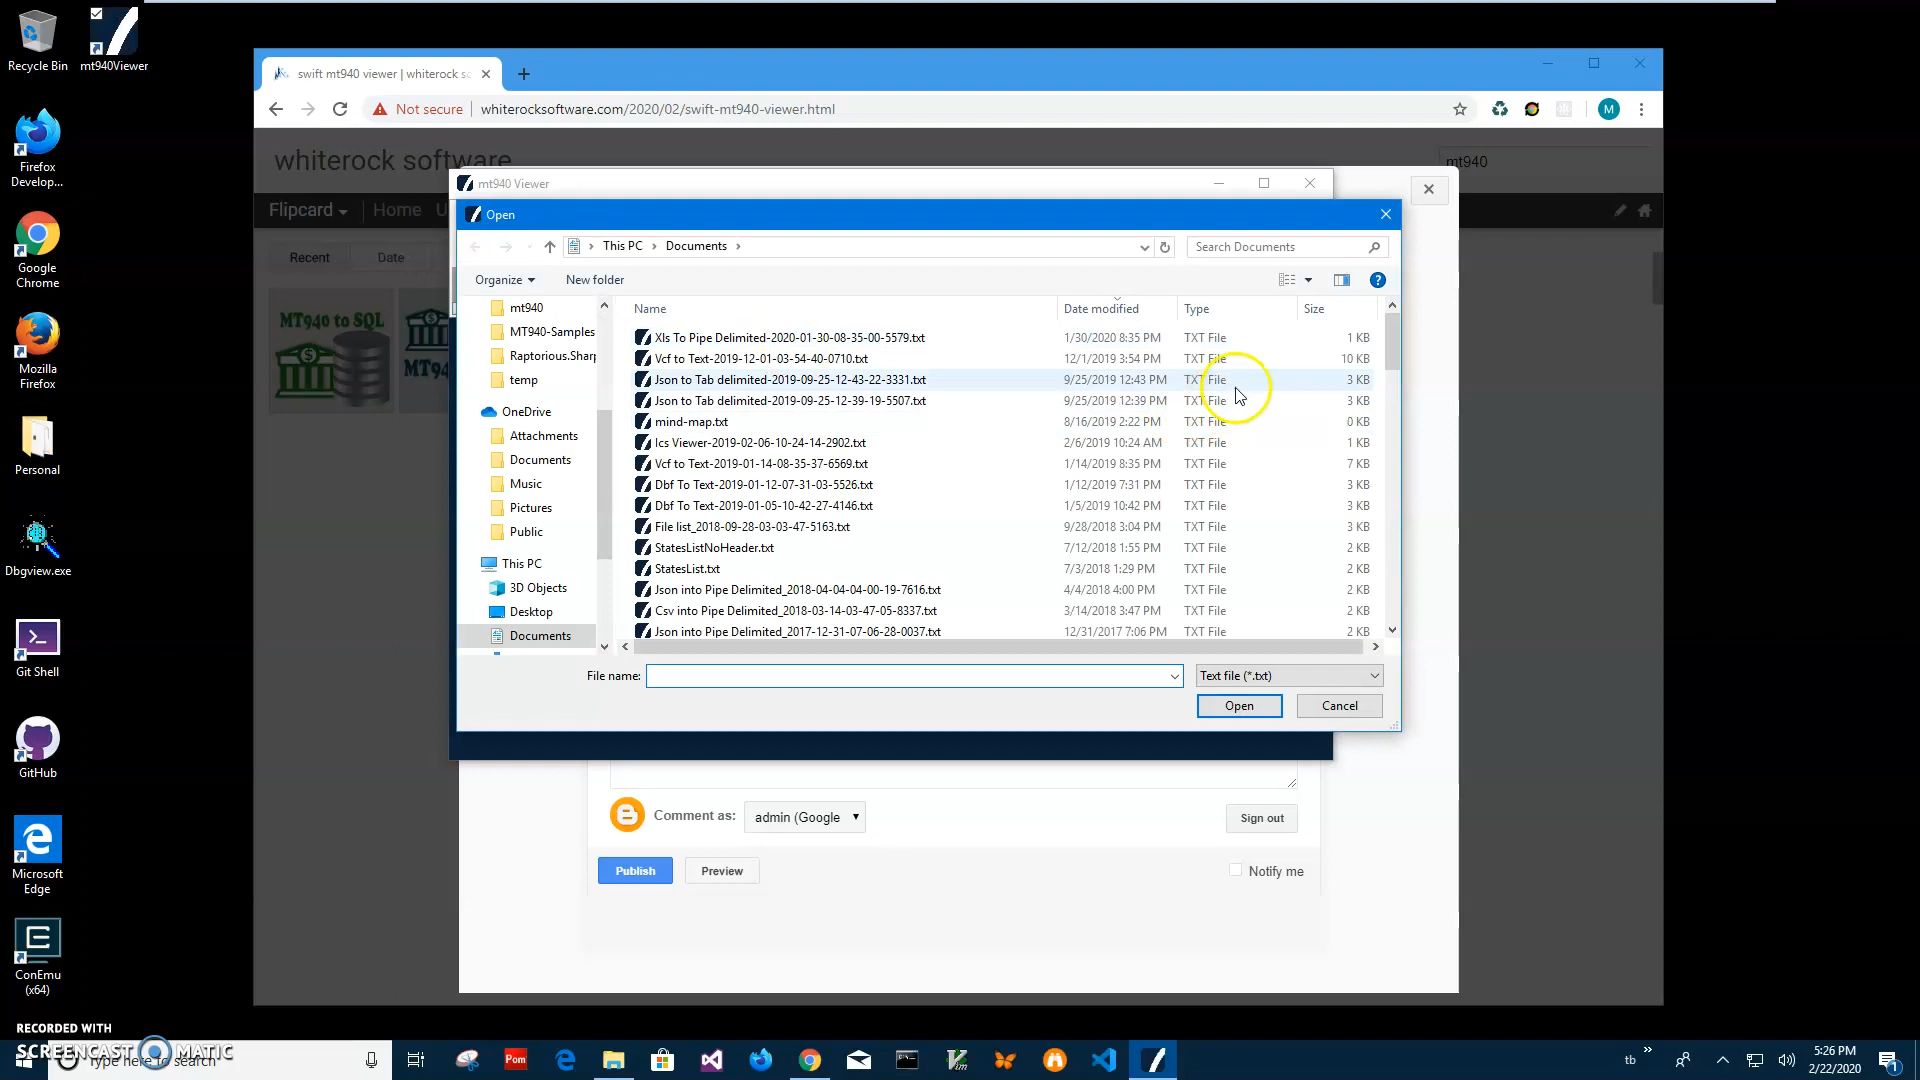 Recycle Bin
mt940Viewer
Firefox
Develop...
Google
Chrome
Mozilla
Firefox
Personal
Dbgview.exe
Git Shell
GitHub
Microsoft
Edge
ConEmu
(x64)
swift mt940 viewer | whiterock so
Not secure
whiterocksoftware.com/2020/02/swift-mt940-viewer.html
M
whiterock software
mt940
Flipcard
Home
U
Recent
Date
MT940 to SQL
mt940 Viewer
Open
This PC
Documents
Search Documents
Organize
New folder
mt940
MT940-Samples
Raptorious.Sharp
temp
OneDrive
Attachments
Documents
Music
Pictures
Public
This PC
3D Objects
Desktop
Documents
Name Date modified Type Size
Xls To Pipe Delimited-2020-01-30-08-35-00-5579.txt 1/30/2020 8:35 PM TXT File 1 KB
Vcf to Text-2019-12-01-03-54-40-0710.txt 12/1/2019 3:54 PM TXT File 10 KB
Json to Tab delimited-2019-09-25-12-43-22-3331.txt 9/25/2019 12:43 PM TXT File 3 KB
Json to Tab delimited-2019-09-25-12-39-19-5507.txt 9/25/2019 12:39 PM TXT File 3 KB
mind-map.txt 8/16/2019 2:22 PM TXT File 0 KB
Ics Viewer-2019-02-06-10-24-14-2902.txt 2/6/2019 10:24 AM TXT File 1 KB
Vcf to Text-2019-01-14-08-35-37-6569.txt 1/14/2019 8:35 PM TXT File 7 KB
Dbf To Text-2019-01-12-07-31-03-5526.txt 1/12/2019 7:31 PM TXT File 3 KB
Dbf To Text-2019-01-05-10-42-27-4146.txt 1/5/2019 10:42 PM TXT File 3 KB
File list_2018-09-28-03-03-47-5163.txt 9/28/2018 3:04 PM TXT File 3 KB
StatesListNoHeader.txt 7/12/2018 1:55 PM TXT File 2 KB
StatesList.txt 7/3/2018 1:29 PM TXT File 2 KB
Json into Pipe Delimited_2018-04-04-04-00-19-7616.txt 4/4/2018 4:00 PM TXT File 2 KB
Csv into Pipe Delimited_2018-03-14-03-47-05-8337.txt 3/14/2018 3:47 PM TXT File 2 KB
Json into Pipe Delimited_2017-12-31-07-06-28-0037.txt 12/31/2017 7:06 PM TXT File 2 KB
File name:
Text file (*.txt)
Open
Cancel
Comment as:
admin (Google
Sign out
Publish
Preview
Notify me
RECORDED WITH
SCREENCAST MATIC
Type here to search
Pom
Vim
tb
5:26 PM
2/22/2020
1